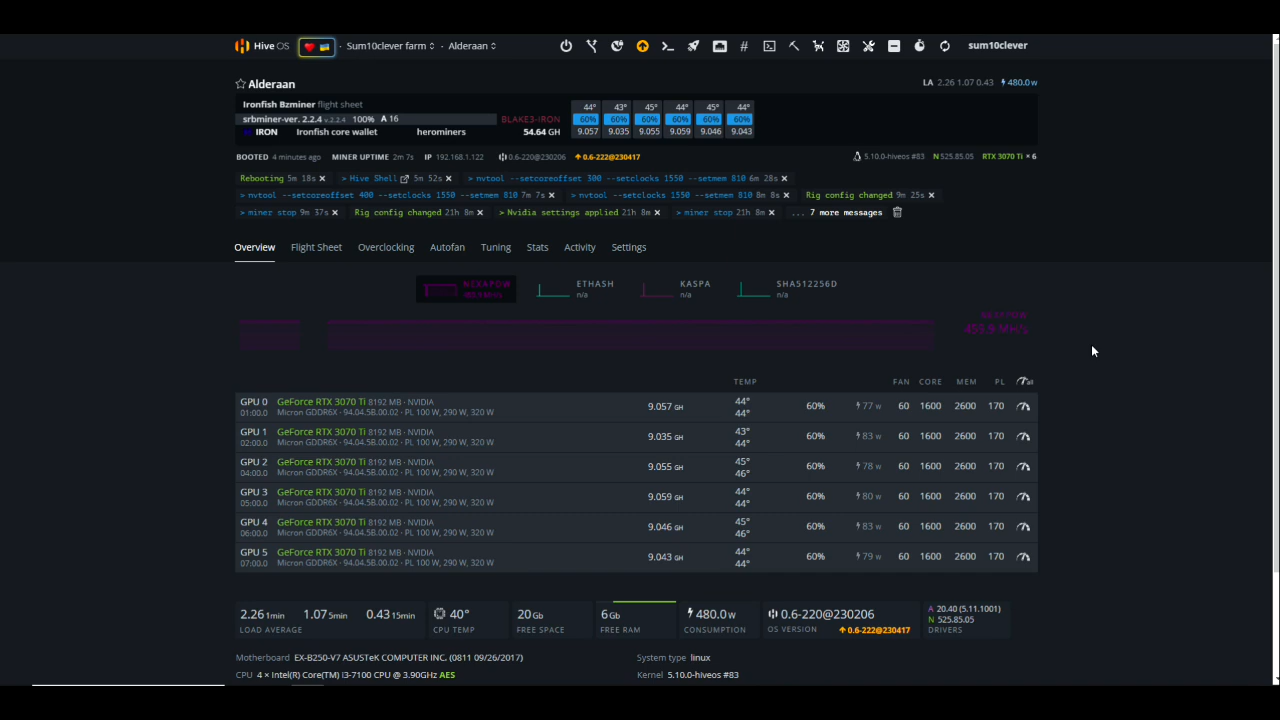 Hive OS · Sum10clever farm · Alderaan # sum10clever
Alderaan LA 2.26 1.07 0.43 480.0 w
Ironfish Bzminer flight sheet 44° 43° 45° 44° 45° 44°
srbminer-ver. 2.2.4 v.2.2.4 100% A 16 BLAKE3-IRON 60% 60% 60% 60% 60% 60%
IRON Ironfish core wallet herominers 54.64 GH 9.057 9.035 9.055 9.059 9.046 9.043
BOOTED 4 minutes ago MINER UPTIME 2m 7s IP 192.168.1.122 0.6-220@230206 0.6-222@230417 5.10.0-hiveos #83 N 525.85.05 RTX 3070 Ti × 6
Rebooting 5m 18s × > Hive Shell 5m 52s × > nvtool --setcoreoffset 300 --setclocks 1550 --setmem 810 6m 28s ×
> nvtool --setcoreoffset 400 --setclocks 1550 --setmem 810 7m 7s × > nvtool --setclocks 1550 --setmem 810 8m 8s × Rig config changed 9m 25s ×
> miner stop 9m 37s × Rig config changed 21h 8m × > Nvidia settings applied 21h 8m × > miner stop 21h 8m × ... 7 more messages
Overview Flight Sheet Overclocking Autofan Tuning Stats Activity Settings
NEXAPOW ETHASH KASPA SHA512256D
n/a n/a n/a
459.9 MH/s
TEMP FAN CORE MEM PL all
GPU 0 GeForce RTX 3070 Ti 8192 MB · NVIDIA 9.057 GH 44° 60% 77 w 60 1600 2600 170
01:00.0 Micron GDDR6X · 94.04.5B.00.02 · PL 100 W, 290 W, 320 W 44°
GPU 1 GeForce RTX 3070 Ti 8192 MB · NVIDIA 9.035 GH 43° 60% 83 w 60 1600 2600 170
02:00.0 Micron GDDR6X · 94.04.5B.00.02 · PL 100 W, 290 W, 320 W 44°
GPU 2 GeForce RTX 3070 Ti 8192 MB · NVIDIA 9.055 GH 45° 60% 78 w 60 1600 2600 170
04:00.0 Micron GDDR6X · 94.04.5B.00.02 · PL 100 W, 290 W, 320 W 46°
GPU 3 GeForce RTX 3070 Ti 8192 MB · NVIDIA 9.059 GH 44° 60% 80 w 60 1600 2600 170
05:00.0 Micron GDDR6X · 94.04.5B.00.02 · PL 100 W, 290 W, 320 W 44°
GPU 4 GeForce RTX 3070 Ti 8192 MB · NVIDIA 9.046 GH 45° 60% 83 w 60 1600 2600 170
06:00.0 Micron GDDR6X · 94.04.5B.00.02 · PL 100 W, 290 W, 320 W 46°
GPU 5 GeForce RTX 3070 Ti 8192 MB · NVIDIA 9.043 GH 44° 60% 79 w 60 1600 2600 170
07:00.0 Micron GDDR6X · 94.04.5B.00.02 · PL 100 W, 290 W, 320 W 44°
2.26 1min 1.07 5min 0.43 15min 40° 20 Gb 6 Gb 480.0 w 0.6-220@230206 A 20.40 (5.11.1001)
N 525.85.05
LOAD AVERAGE CPU TEMP FREE SPACE FREE RAM CONSUMPTION OS VERSION 0.6-222@230417 DRIVERS
Motherboard EX-B250-V7 ASUSTeK COMPUTER INC. (0811 09/26/2017) System type linux
CPU 4 × Intel(R) Core(TM) i3-7100 CPU @ 3.90GHz AES Kernel 5.10.0-hiveos #83